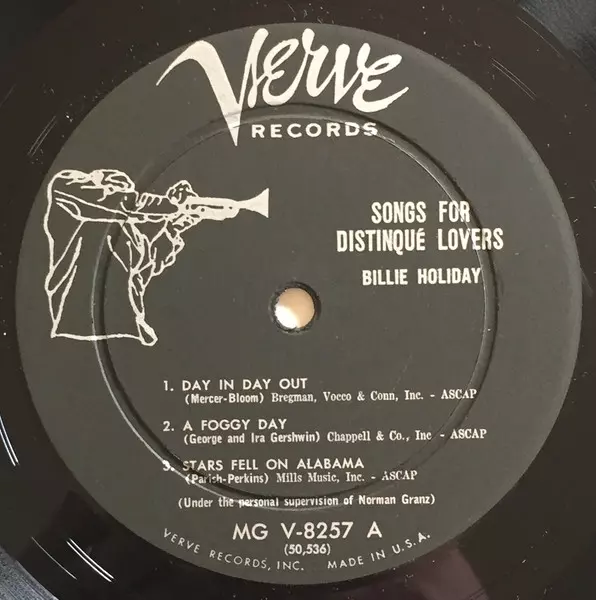 Verve
RECORDS
SONGS FOR
DISTINQUÉ LOVERS
BILLIE HOLIDAY
1. DAY IN DAY OUT
(Mercer-Bloom) Bregman, Vocco & Conn, Inc. - ASCAP
2. A FOGGY DAY
(George and Ira Gershwin) Chappell & Co., Inc - ASCAP
3. STARS FELL ON ALABAMA
(Parish-Perkins) Mills Music, Inc. - ASCAP
(Under the personal supervision of Norman Granz)
MG V-8257 A
(50,536)
VERVE RECORDS, INC. MADE IN U.S.A.